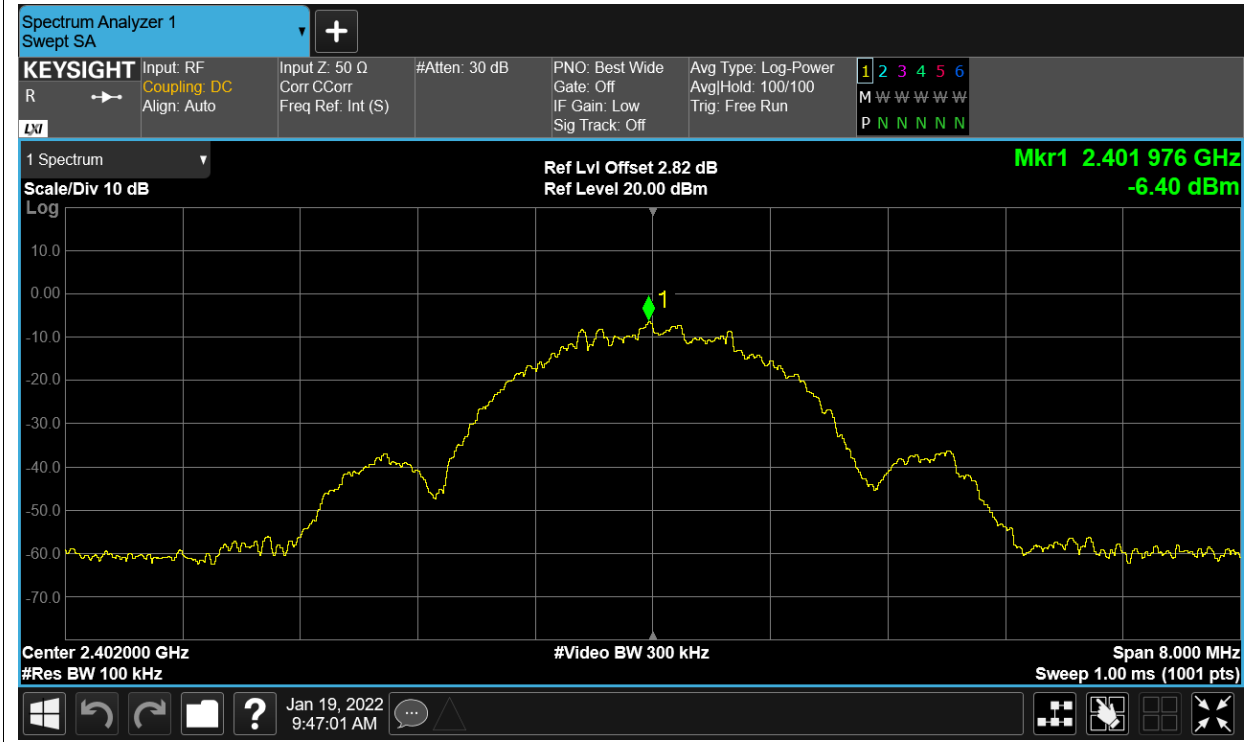 Spectrum Analyzer 1
Swept SA
KEYSIGHT
R
LXI
Input: RF
Coupling: DC
Align: Auto
Input Z: 50 Ω
Corr CCorr
Freq Ref: Int (S)
#Atten: 30 dB
PNO: Best Wide
Gate: Off
IF Gain: Low
Sig Track: Off
Avg Type: Log-Power
Avg|Hold: 100/100
Trig: Free Run
1 2 3 4 5 6
M W W W W W W
P N N N N N N
1 Spectrum
Scale/Div 10 dB
Log
Ref Lvl Offset 2.82 dB
Ref Level 20.00 dBm
Mkr1 2.401 976 GHz
-6.40 dBm
10.0
0.00
-10.0
-20.0
-30.0
-40.0
-50.0
-60.0
-70.0
1
Center 2.402000 GHz
#Res BW 100 kHz
#Video BW 300 kHz
Span 8.000 MHz
Sweep 1.00 ms (1001 pts)
Jan 19, 2022
9:47:01 AM